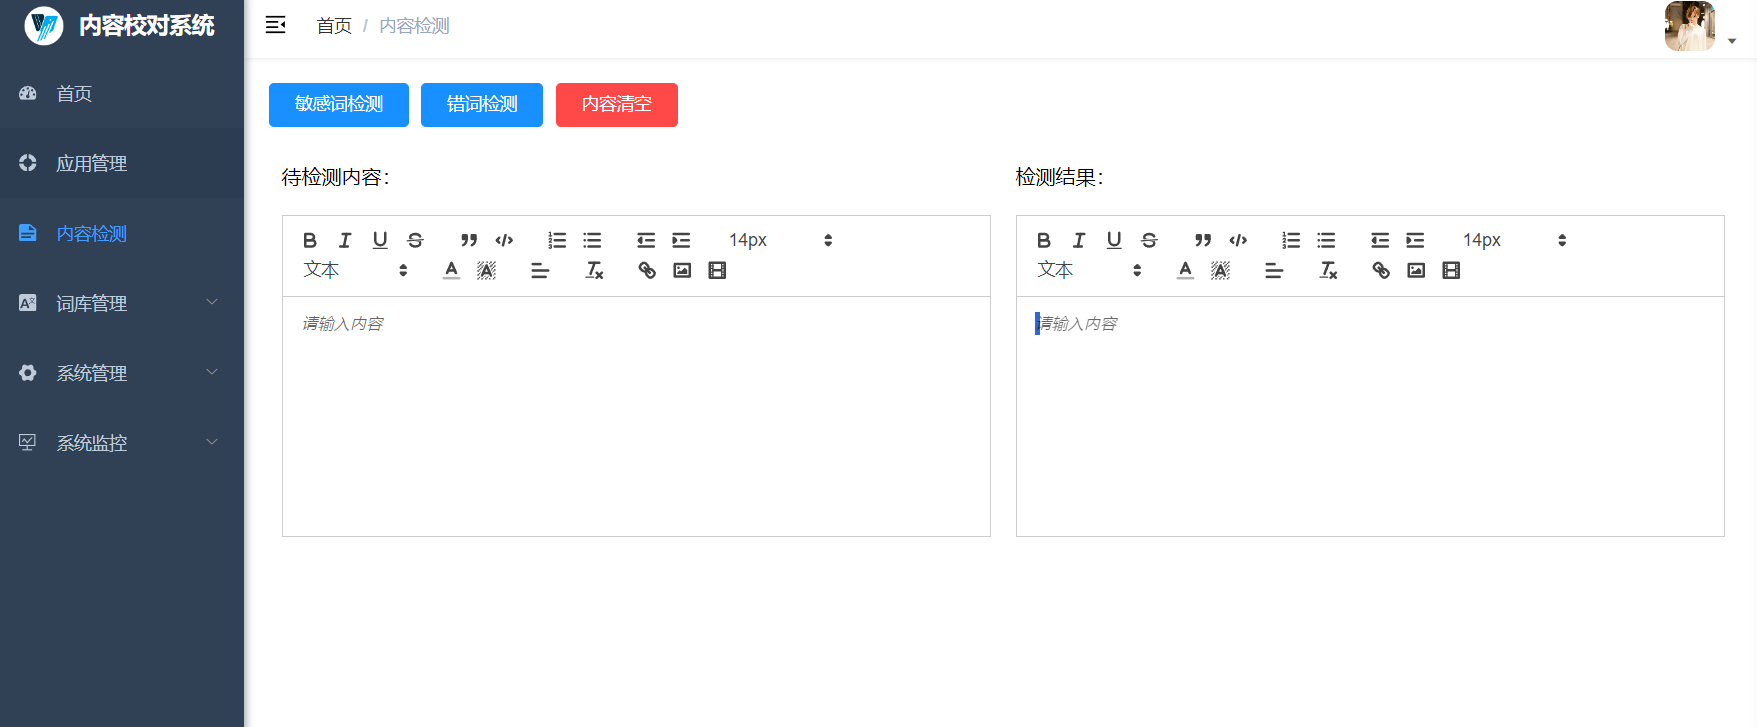 内容校对系统
首页
应用管理
内容检测
词库管理
系统管理
系统监控
首页 / 内容检测
敏感词检测 错词检测 内容清空
待检测内容：
14px
文本
请输入内容
检测结果：
14px
文本
请输入内容